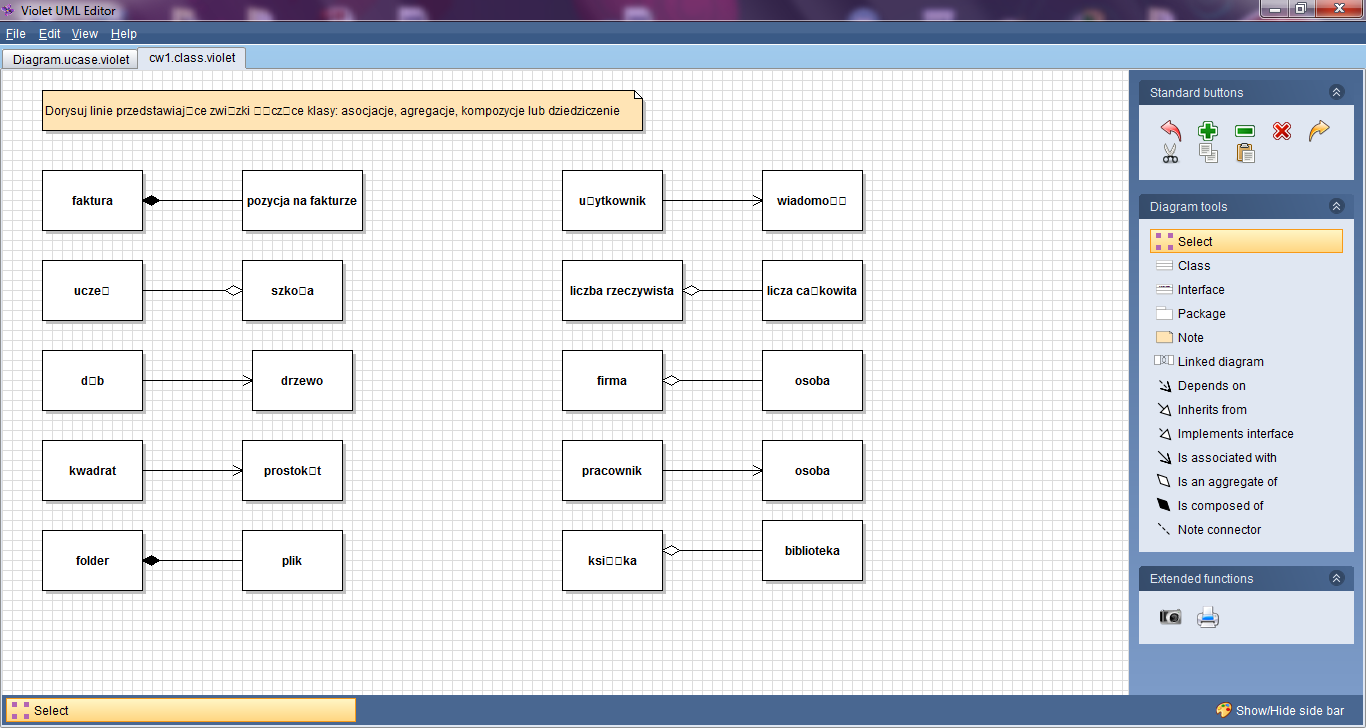 Violet UML Editor
File Edit View Help
Diagram.ucase.violet cw1.class.violet
Dorysuj linie przedstawiaj▯ce zwi▯zki ▯▯cz▯ce klasy: asocjacje, agregacje, kompozycje lub dziedziczenie
faktura pozycja na fakturze u▯ytkownik wiadomo▯▯
ucze▯ szko▯a liczba rzeczywista licza ca▯kowita
d▯b drzewo firma osoba
kwadrat prostok▯t pracownik osoba
folder plik ksi▯▯ka biblioteka
Standard buttons
Diagram tools
Select
Class
Interface
Package
Note
Linked diagram
Depends on
Inherits from
Implements interface
Is associated with
Is an aggregate of
Is composed of
Note connector
Extended functions
Select Show/Hide side bar